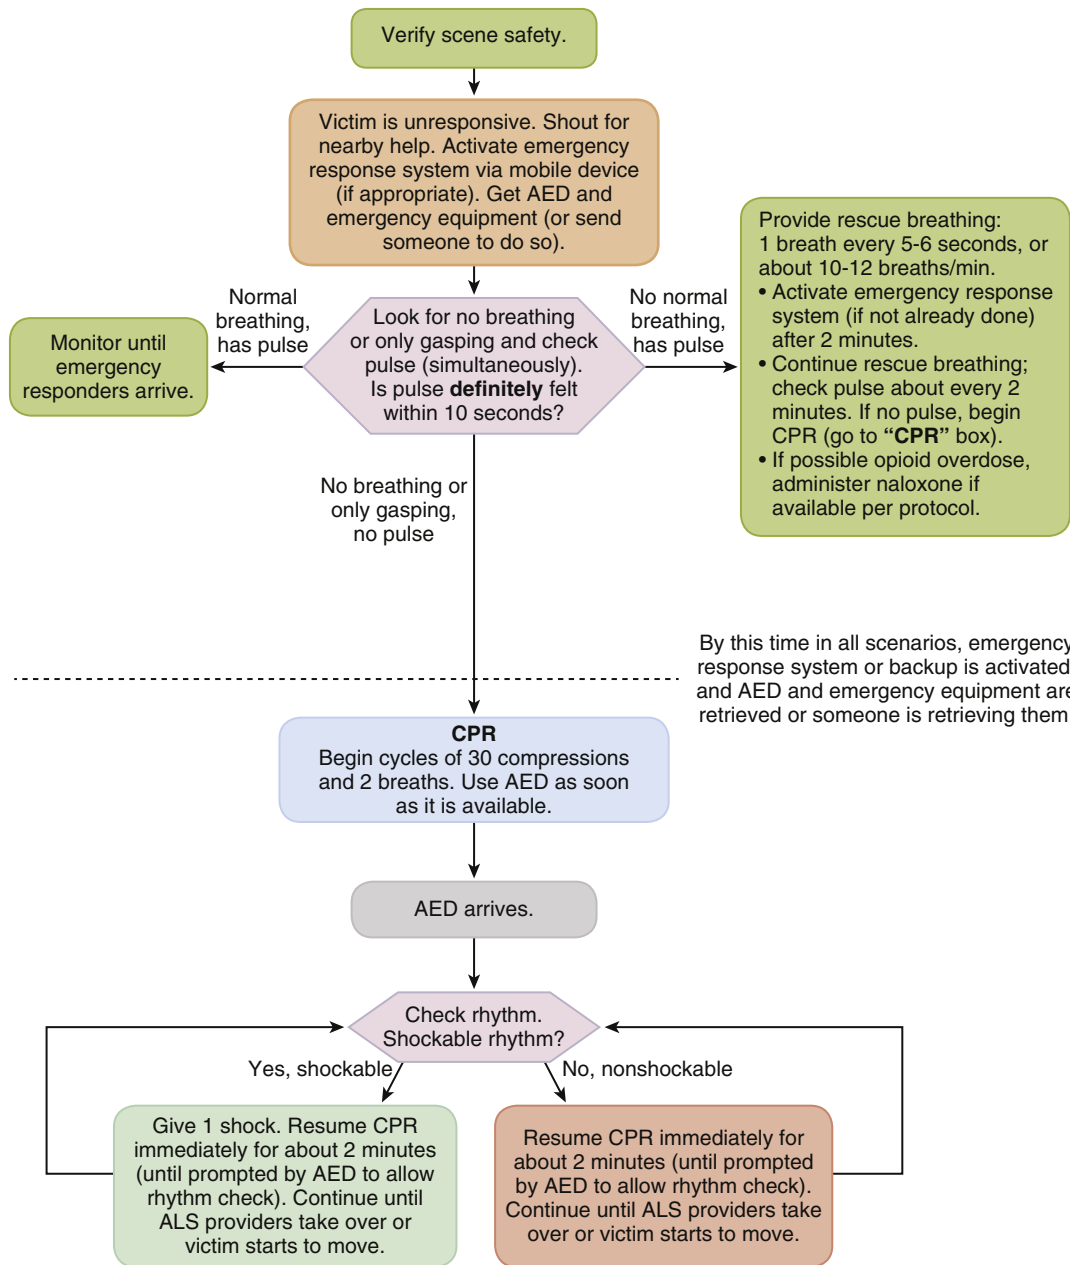 Verify scene safety.
Victim is unresponsive. Shout for
nearby help. Activate emergency
response system via mobile device
(if appropriate). Get AED and
emergency equipment (or send
someone to do so).
Normal
breathing,
has pulse
Monitor until
emergency
responders arrive.
Look for no breathing
or only gasping and check
pulse (simultaneously).
Is pulse definitely felt
within 10 seconds?
No normal
breathing,
has pulse
Provide rescue breathing:
1 breath every 5-6 seconds, or
about 10-12 breaths/min.
• Activate emergency response
system (if not already done)
after 2 minutes.
• Continue rescue breathing;
check pulse about every 2
minutes. If no pulse, begin
CPR (go to “CPR” box).
• If possible opioid overdose,
administer naloxone if
available per protocol.
No breathing or
only gasping,
no pulse
By this time in all scenarios, emergency
response system or backup is activated
and AED and emergency equipment are
retrieved or someone is retrieving them
CPR
Begin cycles of 30 compressions
and 2 breaths. Use AED as soon
as it is available.
AED arrives.
Check rhythm.
Shockable rhythm?
Yes, shockable
No, nonshockable
Give 1 shock. Resume CPR
immediately for about 2 minutes
(until prompted by AED to allow
rhythm check). Continue until
ALS providers take over or
victim starts to move.
Resume CPR immediately for
about 2 minutes (until prompted
by AED to allow rhythm check).
Continue until ALS providers take
over or victim starts to move.